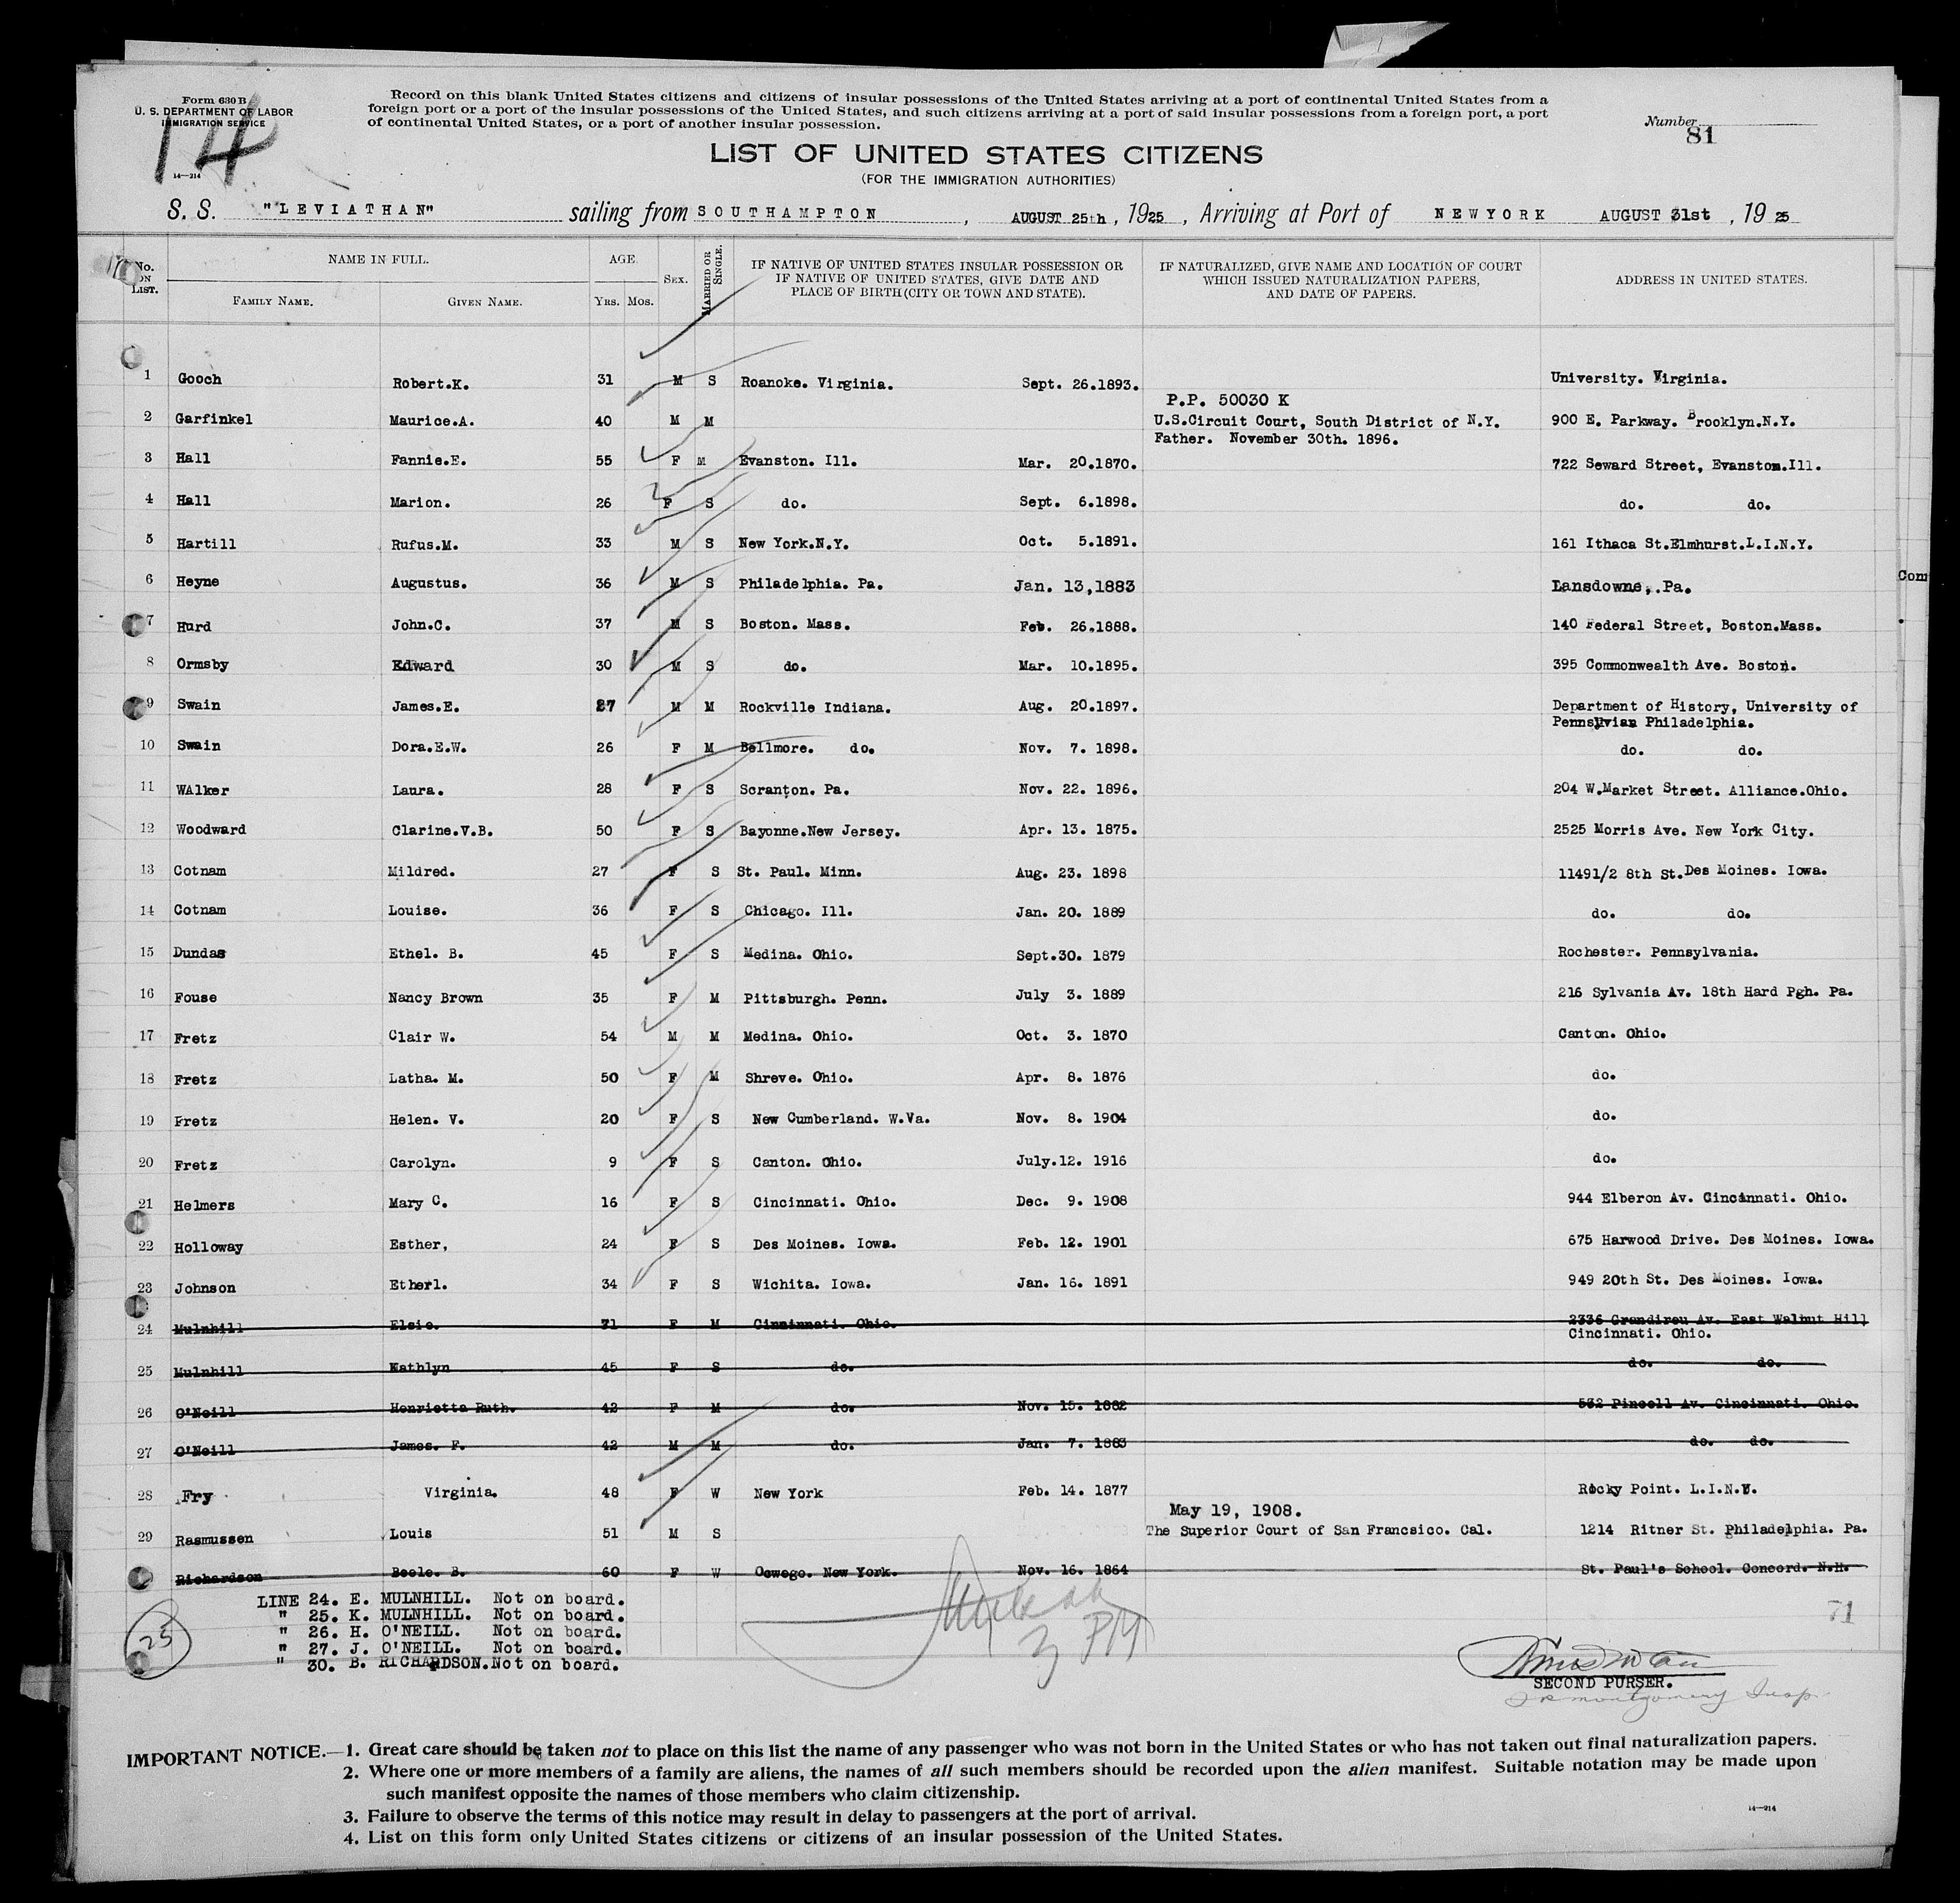 Form 630 B
U. S. DEPARTMENT OF LABOR
IMMIGRATION SERVICE
14
14—214
Record on this blank United States citizens and citizens of insular possessions of the United States arriving at a port of continental United States from a
foreign port or a port of the insular possessions of the United States, and such citizens arriving at a port of said insular possessions from a foreign port, a port
of continental United States, or a port of another insular possession.
Number
81
LIST OF UNITED STATES CITIZENS
(FOR THE IMMIGRATION AUTHORITIES)
S. S. "LEVIATHAN" sailing from SOUTHAMPTON, AUGUST 25th, 1925, Arriving at Port of NEWYORK AUGUST 31st, 1925
No. ON LIST. NAME IN FULL. AGE. SEX. MARRIED OR SINGLE. IF NATIVE OF UNITED STATES INSULAR POSSESSION OR IF NATIVE OF UNITED STATES, GIVE DATE AND PLACE OF BIRTH (CITY OR TOWN AND STATE). IF NATURALIZED, GIVE NAME AND LOCATION OF COURT WHICH ISSUED NATURALIZATION PAPERS, AND DATE OF PAPERS. ADDRESS IN UNITED STATES.
FAMILY NAME. GIVEN NAME. YRS. MOS.
1 Gooch Robert.K. 31 M S Roanoke. Virginia. Sept. 26.1893. University. Virginia.
P.P. 50030 K
2 Garfinkel Maurice.A. 40 M M U.S.Circuit Court, South District of N.Y. 900 E. Parkway. Brooklyn.N.Y.
Father. November 30th. 1896.
3 Hall Fannie.E. 55 F M Evanston. Ill. Mar. 20.1870. 722 Seward Street, Evanston.Ill.
4 Hall Marion. 26 F S do. Sept. 6.1898. do. do.
5 Hartill Rufus.M. 33 M S New York.N.Y. Oct. 5.1891. 161 Ithaca St.Elmhurst.L.I.N.Y.
6 Heyne Augustus. 36 M S Philadelphia. Pa. Jan. 13,1883 Lansdowne,.Pa.
7 Hurd John.C. 37 M S Boston. Mass. Feb. 26.1888. 140 Federal Street, Boston.Mass.
8 Ormsby Edward 30 M S do. Mar. 10.1895. 395 Commonwealth Ave. Boston.
9 Swain James.E. 27 M M Rockville Indiana. Aug. 20.1897. Department of History, University of
Pennsylvian Philadelphia.
10 Swain Dora.E.W. 26 F M Bellmore. do. Nov. 7. 1898. do. do.
11 WAlker Laura. 28 F S Scranton. Pa. Nov. 22. 1896. 204 W.Market Street. Alliance.Ohio.
12 Woodward Clarine.V.B. 50 F S Bayonne.New Jersey. Apr. 13. 1875. 2525 Morris Ave. New York City.
13 Cotnam Mildred. 27 F S St. Paul. Minn. Aug. 23. 1898 11491/2 8th St.Des Moines. Iowa.
14 Cotnam Louise. 36 F S Chicago. Ill. Jan. 20. 1889 do. do.
15 Dundas Ethel. B. 45 F S Medina. Ohio. Sept.30. 1879 Rochester. Pennsylvania.
16 Fouse Nancy Brown 35 F M Pittsburgh. Penn. July 3. 1889 216 Sylvania Av. 18th Hard Pgh. Pa.
17 Fretz Clair W. 54 M M Medina. Ohio. Oct. 3. 1870 Canton. Ohio.
18 Fretz Latha. M. 50 F M Shreve. Ohio. Apr. 8. 1876 do.
19 Fretz Helen. V. 20 F S New Cumberland. W.Va. Nov. 8. 1904 do.
20 Fretz Carolyn. 9 F S Canton. Ohio. July.12. 1916 do.
21 Helmers Mary C. 16 F S Cincinnati. Ohio. Dec. 9. 1908 944 Elberon Av. Cincinnati. Ohio.
22 Holloway Esther, 24 F S Des Moines. Iowa. Feb. 12. 1901 675 Harwood Drive. Des Moines. Iowa.
23 Johnson Etherl. 34 F S Wichita. Iowa. Jan. 16. 1891 949 20th St. Des Moines. Iowa.
24 Mulnhill Elsie. 71 F M Cincinnati. Ohio. 2336 Grandireu Av. East Walnut Hill
Cincinnati. Ohio.
25 Mulnhill Kathlyn 45 F S do. do. do.
26 O'Neill Henrietta Ruth. 42 F M do. Nov. 15. 1882 532 Pincell Av. Cincinnati. Ohio.
27 O'Neill James. F. 42 M M do. Jan. 7. 1883 do. do.
28 Fry Virginia. 48 F W New York Feb. 14. 1877 Rocky Point. L.I.N.Y.
May 19, 1908.
29 Rasmussen Louis 51 M S The Superior Court of San Francsico. Cal. 1214 Ritner St. Philadelphia. Pa.
Richardson Beele. B. 60 F W Oswego. New York. Nov. 16. 1864 St. Paul's School. Concord. N.H.
LINE 24. E. MULNHILL. Not on board.
" 25. K. MULNHILL. Not on board.
" 26. H. O'NEILL. Not on board.
" 27. J. O'NEILL. Not on board.
" 30. B. RICHARDSON.Not on board.
25
71
SECOND PURSER.
Montgomery Insp.
IMPORTANT NOTICE.—1. Great care should be taken not to place on this list the name of any passenger who was not born in the United States or who has not taken out final naturalization papers.
2. Where one or more members of a family are aliens, the names of all such members should be recorded upon the alien manifest. Suitable notation may be made upon
such manifest opposite the names of those members who claim citizenship.
3. Failure to observe the terms of this notice may result in delay to passengers at the port of arrival.
4. List on this form only United States citizens or citizens of an insular possession of the United States.
14—214
Com